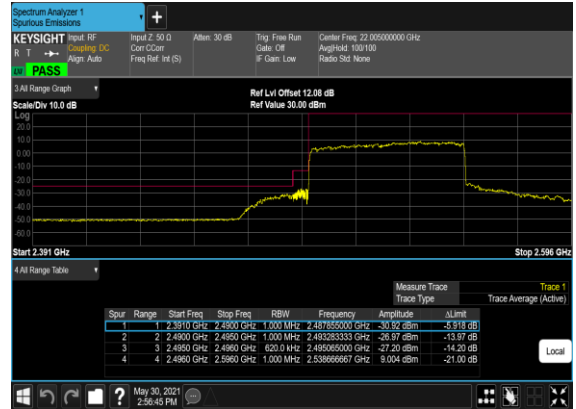 Spectrum Analyzer 1
Spurious Emissions
+
KEYSIGHT Input: RF Input Z: 50 Ω Atten: 30 dB Trig: Free Run Center Freq: 22.005000000 GHz
R T Coupling: DC Corr CCorr Gate: Off Avg|Hold: 100/100
Align: Auto Freq Ref: Int (S) IF Gain: Low Radio Std: None
LXI PASS
3 All Range Graph
Ref Lvl Offset 12.08 dB
Scale/Div 10.0 dB Ref Value 30.00 dBm
Log
20.0
10.0
0.00
-10.0
-20.0
-30.0
-40.0
-50.0
-60.0
Start 2.391 GHz Stop 2.596 GHz
4 All Range Table
Measure Trace Trace 1
Trace Type Trace Average (Active)
Spur Range Start Freq Stop Freq RBW Frequency Amplitude ΔLimit
1 1 2.3910 GHz 2.4900 GHz 1.000 MHz 2.487855000 GHz -30.92 dBm -5.918 dB
2 2 2.4900 GHz 2.4950 GHz 1.000 MHz 2.493283333 GHz -26.97 dBm -13.97 dB
3 3 2.4950 GHz 2.4960 GHz 620.0 kHz 2.495065000 GHz -27.20 dBm -14.20 dB
4 4 2.4960 GHz 2.5960 GHz 1.000 MHz 2.538666667 GHz 9.004 dBm -21.00 dB
Local
? May 30, 2021
2:56:45 PM